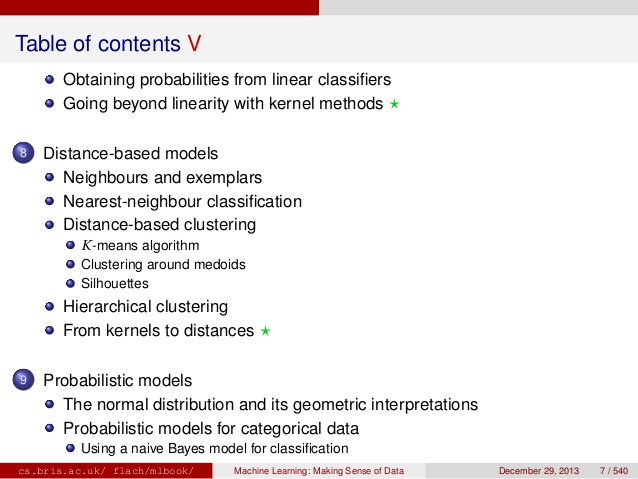 Table of contents V
Obtaining probabilities from linear classifiers
Going beyond linearity with kernel methods ★
8 Distance-based models
Neighbours and exemplars
Nearest-neighbour classification
Distance-based clustering
K-means algorithm
Clustering around medoids
Silhouettes
Hierarchical clustering
From kernels to distances ★
9 Probabilistic models
The normal distribution and its geometric interpretations
Probabilistic models for categorical data
Using a naive Bayes model for classification
cs.bris.ac.uk/ flach/mlbook/ Machine Learning: Making Sense of Data December 29, 2013 7 / 540